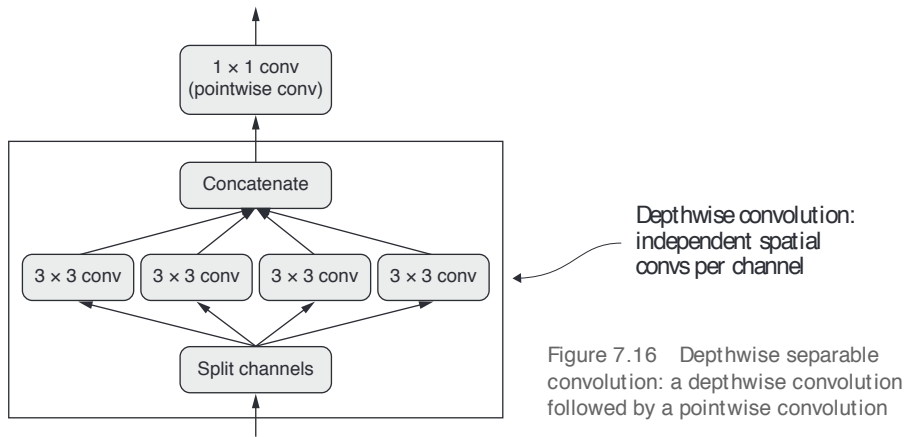 1 × 1 conv
(pointwise conv)
Concatenate
3 × 3 conv
3 × 3 conv
3 × 3 conv
3 × 3 conv
Split channels
Depthwise convolution:
independent spatial
convs per channel
Figure 7.16 Depthwise separable
convolution: a depthwise convolution
followed by a pointwise convolution